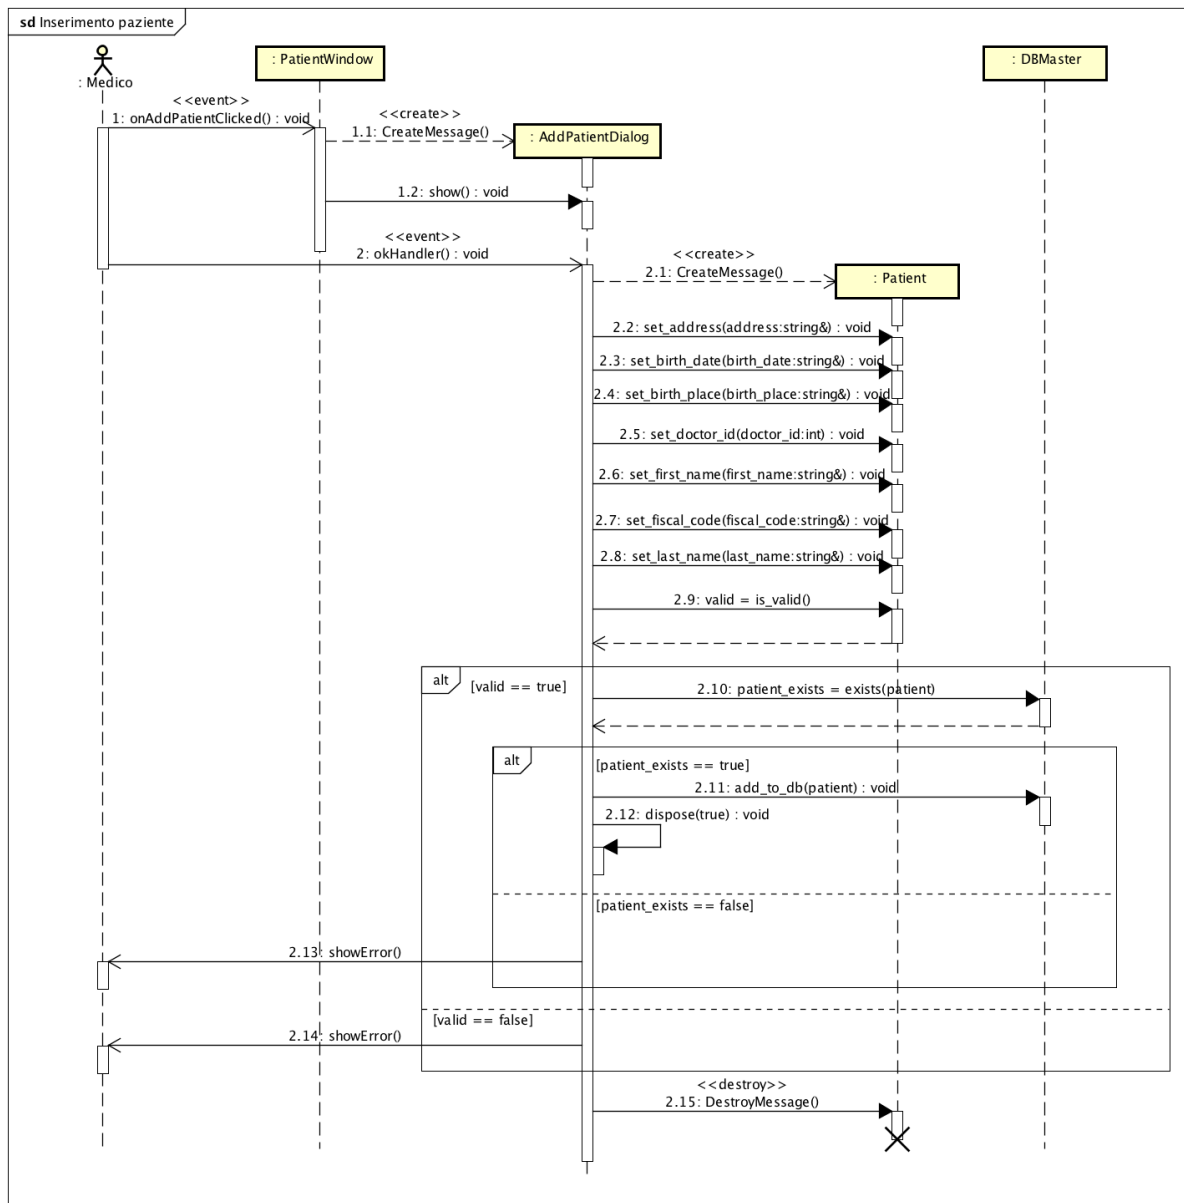 sd Inserimento paziente
: Medico
: PatientWindow
: DBMaster
<<event>>
1: onAddPatientClicked() : void
<<create>>
1.1: CreateMessage()
: AddPatientDialog
1.2: show() : void
<<event>>
2: okHandler() : void
<<create>>
2.1: CreateMessage()
: Patient
2.2: set_address(address:string&) : void
2.3: set_birth_date(birth_date:string&) : void
2.4: set_birth_place(birth_place:string&) : void
2.5: set_doctor_id(doctor_id:int) : void
2.6: set_first_name(first_name:string&) : void
2.7: set_fiscal_code(fiscal_code:string&) : void
2.8: set_last_name(last_name:string&) : void
2.9: valid = is_valid()
alt
[valid == true]
2.10: patient_exists = exists(patient)
alt
[patient_exists == true]
2.11: add_to_db(patient) : void
2.12: dispose(true) : void
[patient_exists == false]
2.13: showError()
[valid == false]
2.14: showError()
<<destroy>>
2.15: DestroyMessage()